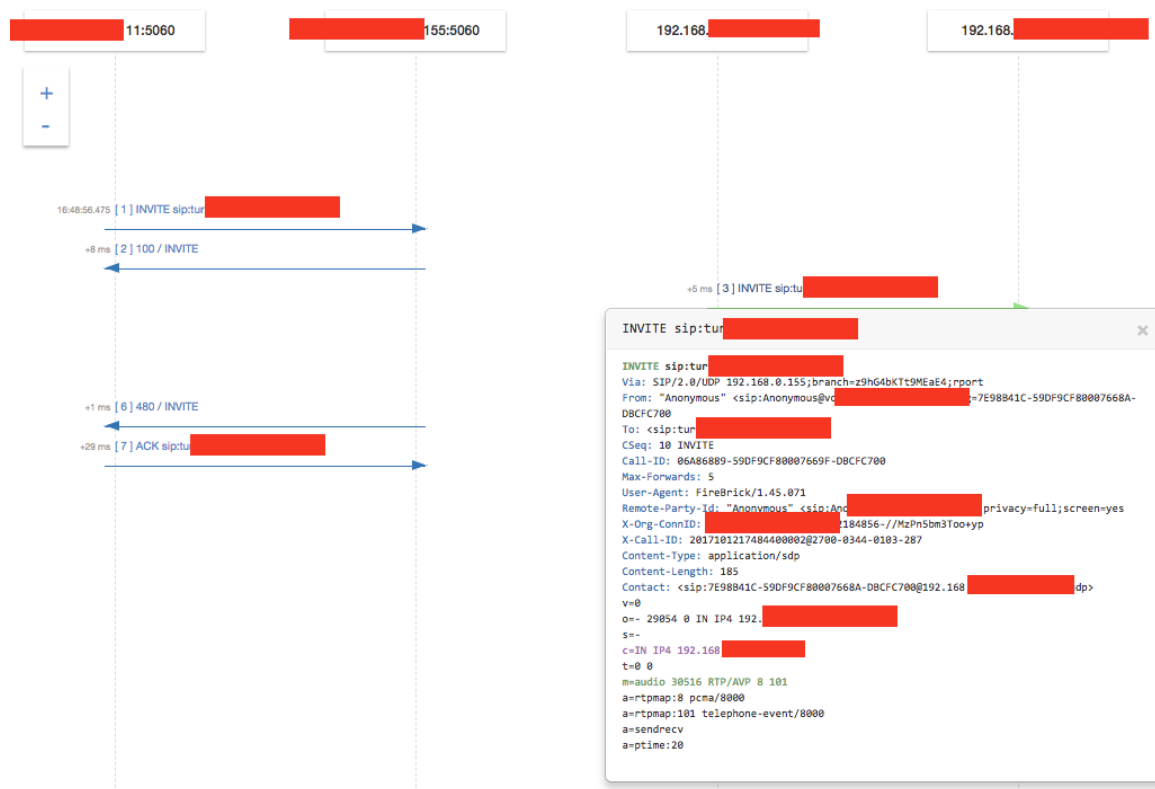 11:5060
155:5060
192.168.
192.168.
+
-
16:48:56.475 [ 1 ] INVITE sip:tur
+8 ms [ 2 ] 100 / INVITE
+5 ms [ 3 ] INVITE sip:tu
+1 ms [ 6 ] 480 / INVITE
+29 ms [ 7 ] ACK sip:tu
INVITE sip:tur
×
INVITE sip:tur
Via: SIP/2.0/UDP 192.168.0.155;branch=z9hG4bKTt9MEaE4;rport
From: "Anonymous" <sip:Anonymous@vo =7E98B41C-59DF9CF80007668A-
DBCFC700
To: <sip:tur
CSeq: 10 INVITE
Call-ID: 06A86889-59DF9CF80007669F-DBCFC700
Max-Forwards: 5
User-Agent: FireBrick/1.45.071
Remote-Party-Id: "Anonymous" <sip:Ano privacy=full;screen=yes
X-Org-ConnID: 2184856-//MzPn5bm3Too+yp
X-Call-ID: 2017101217484400002@2700-0344-0103-287
Content-Type: application/sdp
Content-Length: 185
Contact: <sip:7E98B41C-59DF9CF80007668A-DBCFC700@192.168 dp>
v=0
o=- 29054 0 IN IP4 192.
s=-
c=IN IP4 192.168
t=0 0
m=audio 30516 RTP/AVP 8 101
a=rtpmap:8 pcma/8000
a=rtpmap:101 telephone-event/8000
a=sendrecv
a=ptime:20